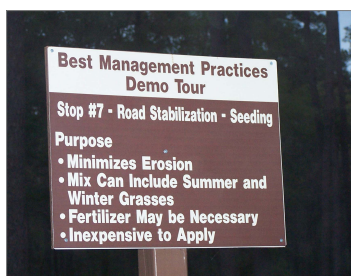 Best Management Practices
Demo Tour
Stop #7 - Road Stabilization - Seeding
Purpose
• Minimizes Erosion
• Mix Can Include Summer and
Winter Grasses
• Fertilizer May be Necessary
• Inexpensive to Apply